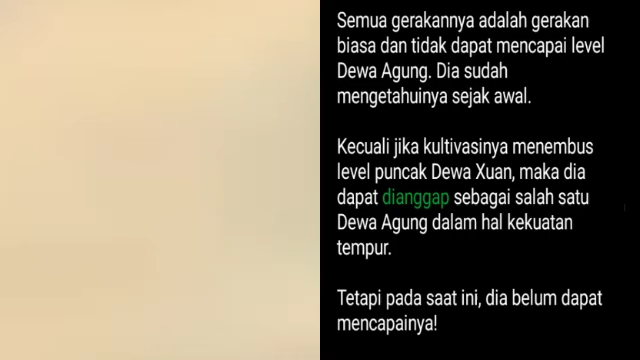 Semua gerakannya adalah gerakan
biasa dan tidak dapat mencapai level
Dewa Agung. Dia sudah
mengetahuinya sejak awal.
Kecuali jika kultivasinya menembus
level puncak Dewa Xuan, maka dia
dapat dianggap sebagai salah satu
Dewa Agung dalam hal kekuatan
tempur.
Tetapi pada saat ini, dia belum dapat
mencapainya!